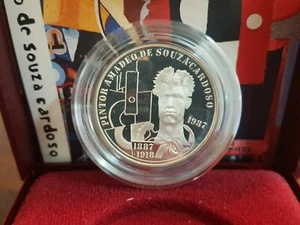 o de souza cardoso
PINTOR AMADEO DE SOUZA-CARDOSO
1987
1887
1918